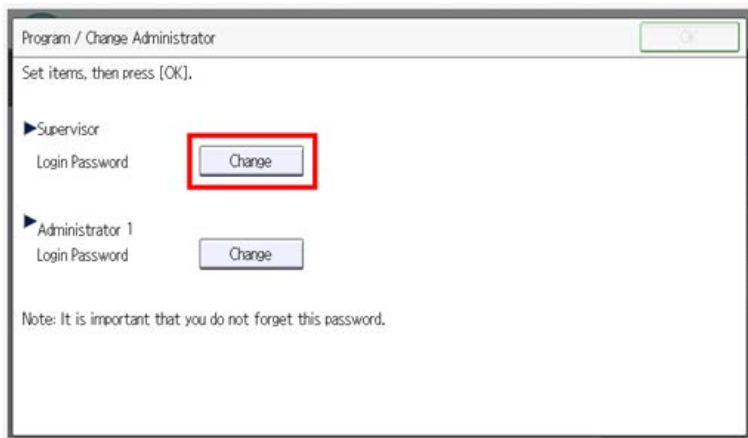 Program / Change Administrator
OK
Set items, then press [OK].
▶Supervisor
Login Password
Change
▶Administrator 1
Login Password
Change
Note: It is important that you do not forget this password.